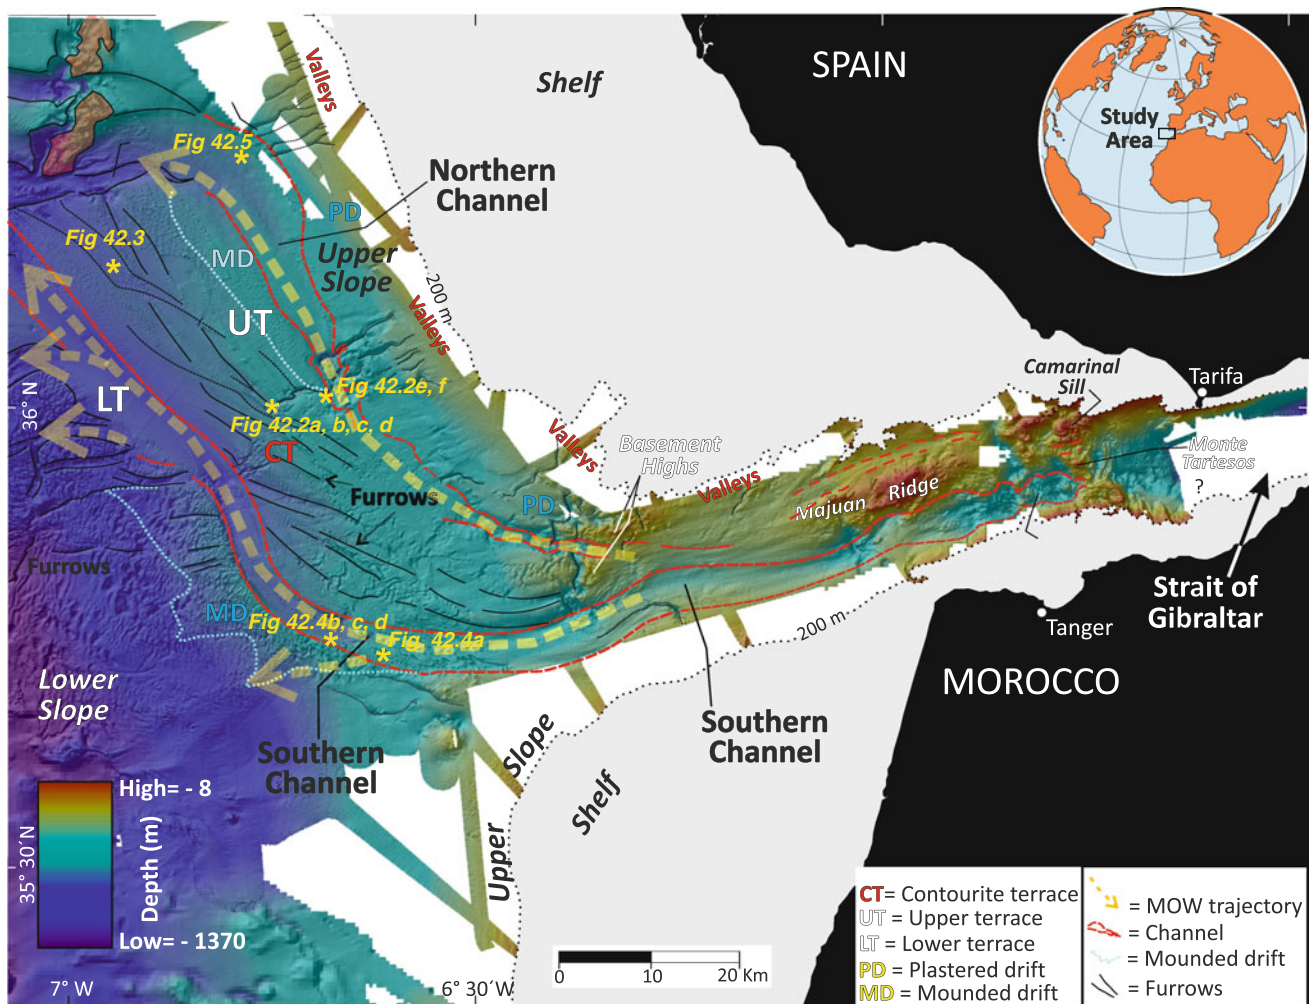 SPAIN
Shelf
Valleys
Study
Area
Fig 42.5
Northern
Channel
PD
Upper
Slope
Fig 42.3
MD
200 m
UT
Valleys
Camarinal
Sill
Tarifa
36° N
LT
Fig 42.2e, f
Fig 42.2a, b, c, d
CT
Valleys
Basement
Highs
Monte
Tartesos
?
Furrows
Valleys
Majuan Ridge
PD
Furrows
Strait of
Gibraltar
MD
Fig 42.4b, c, d
Fig. 42.4a
200 m
Tanger
MOROCCO
Lower
Slope
Southern
Channel
Southern
Channel
Slope
Shelf
Upper
High= - 8
Depth (m)
Low= - 1370
35° 30´N
7° W
6° 30´W
0 10 20 Km
CT= Contourite terrace
UT = Upper terrace
LT = Lower terrace
PD = Plastered drift
MD = Mounded drift
= MOW trajectory
= Channel
= Mounded drift
= Furrows